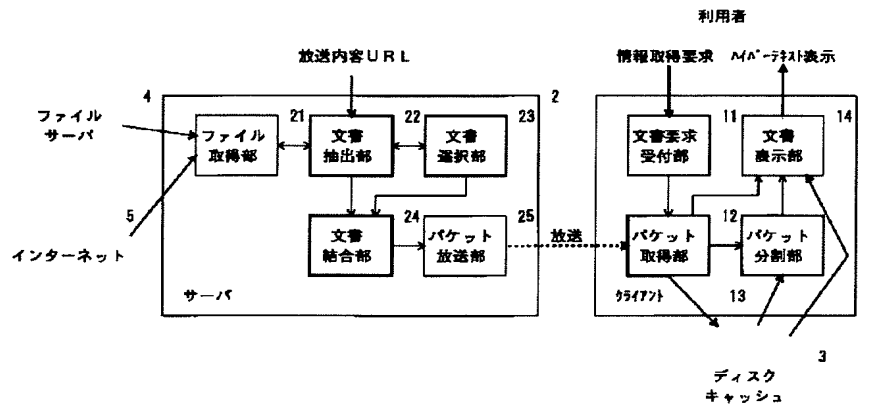 利用者
放送内容URL
情報取得要求
ハイパーテキスト表示
4
2
ファイル
サーバ
21
ファイル
取得部
22
文書
抽出部
23
文書
選択部
11
文書要求
受付部
14
文書
表示部
5
インターネット
24
文書
結合部
25
パケット
放送部
放送
12
パケット
取得部
パケット
分割部
サーバ
クライアント
13
3
ディスク
キャッシュ